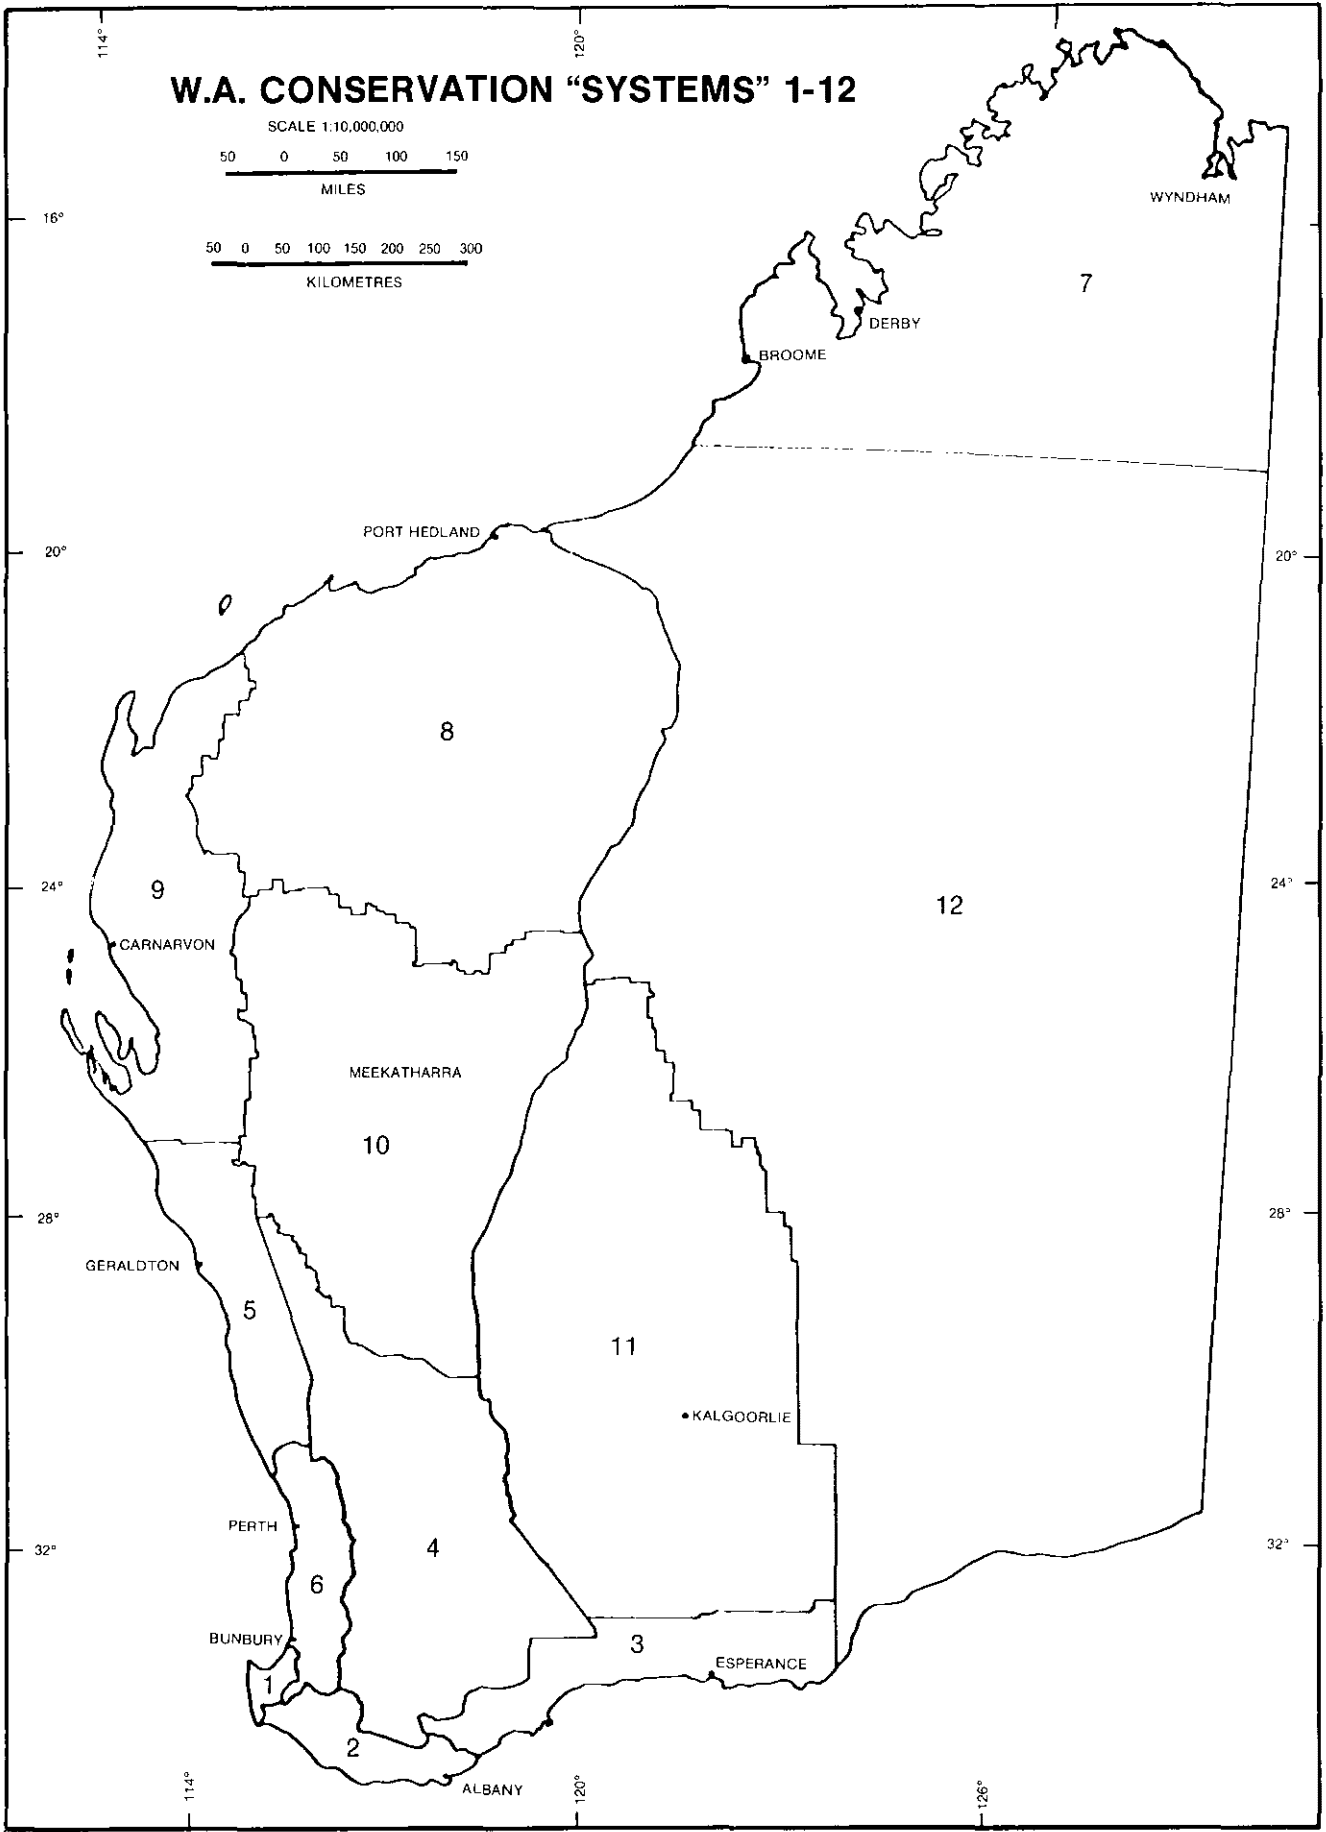 114°
120°
W.A. CONSERVATION “SYSTEMS” 1-12
SCALE 1:10,000,000
50 0 50 100 150
MILES
WYNDHAM
16°
50 0 50 100 150 200 250 300
KILOMETRES
7
DERBY
BROOME
PORT HEDLAND
20°
20°
8
24°
9
24°
12
CARNARVON
MEEKATHARRA
10
28°
28°
GERALDTON
5
11
KALGOORLIE
PERTH
4
32°
32°
6
BUNBURY
3
ESPERANCE
1
2
ALBANY
114°
120°
126°